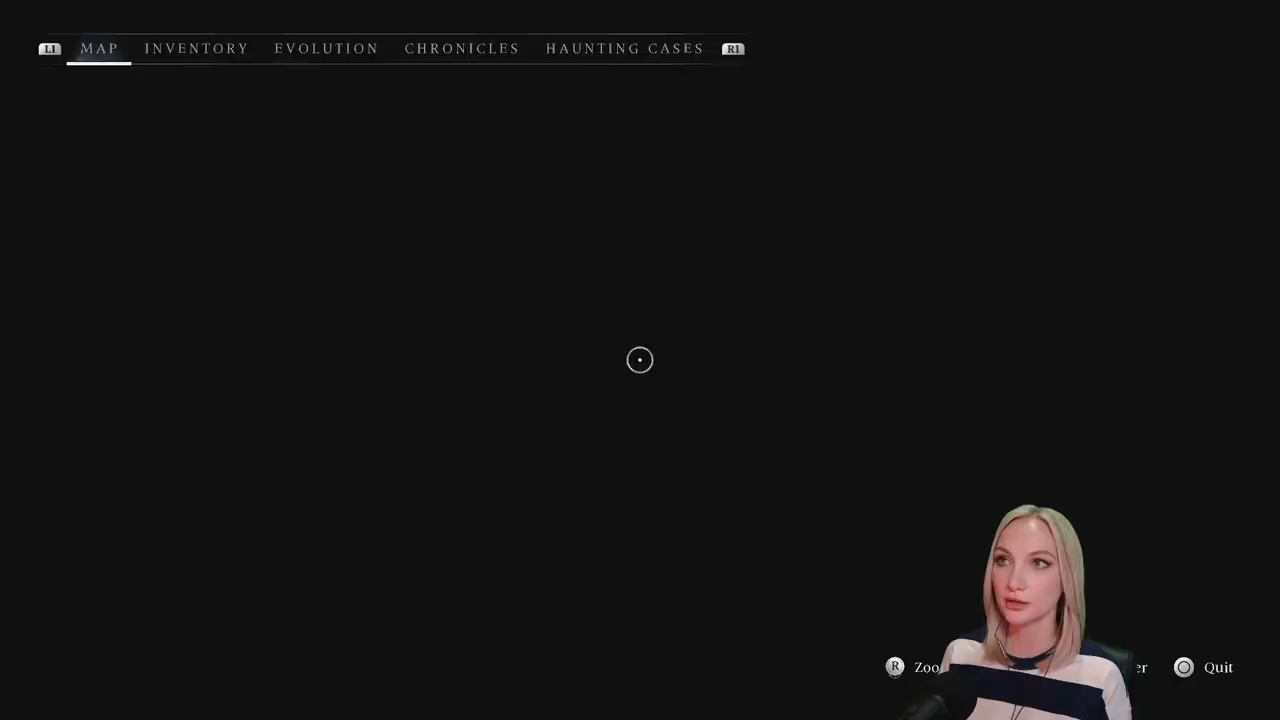 L1 MAP INVENTORY EVOLUTION CHRONICLES HAUNTING CASES R1
R Quit